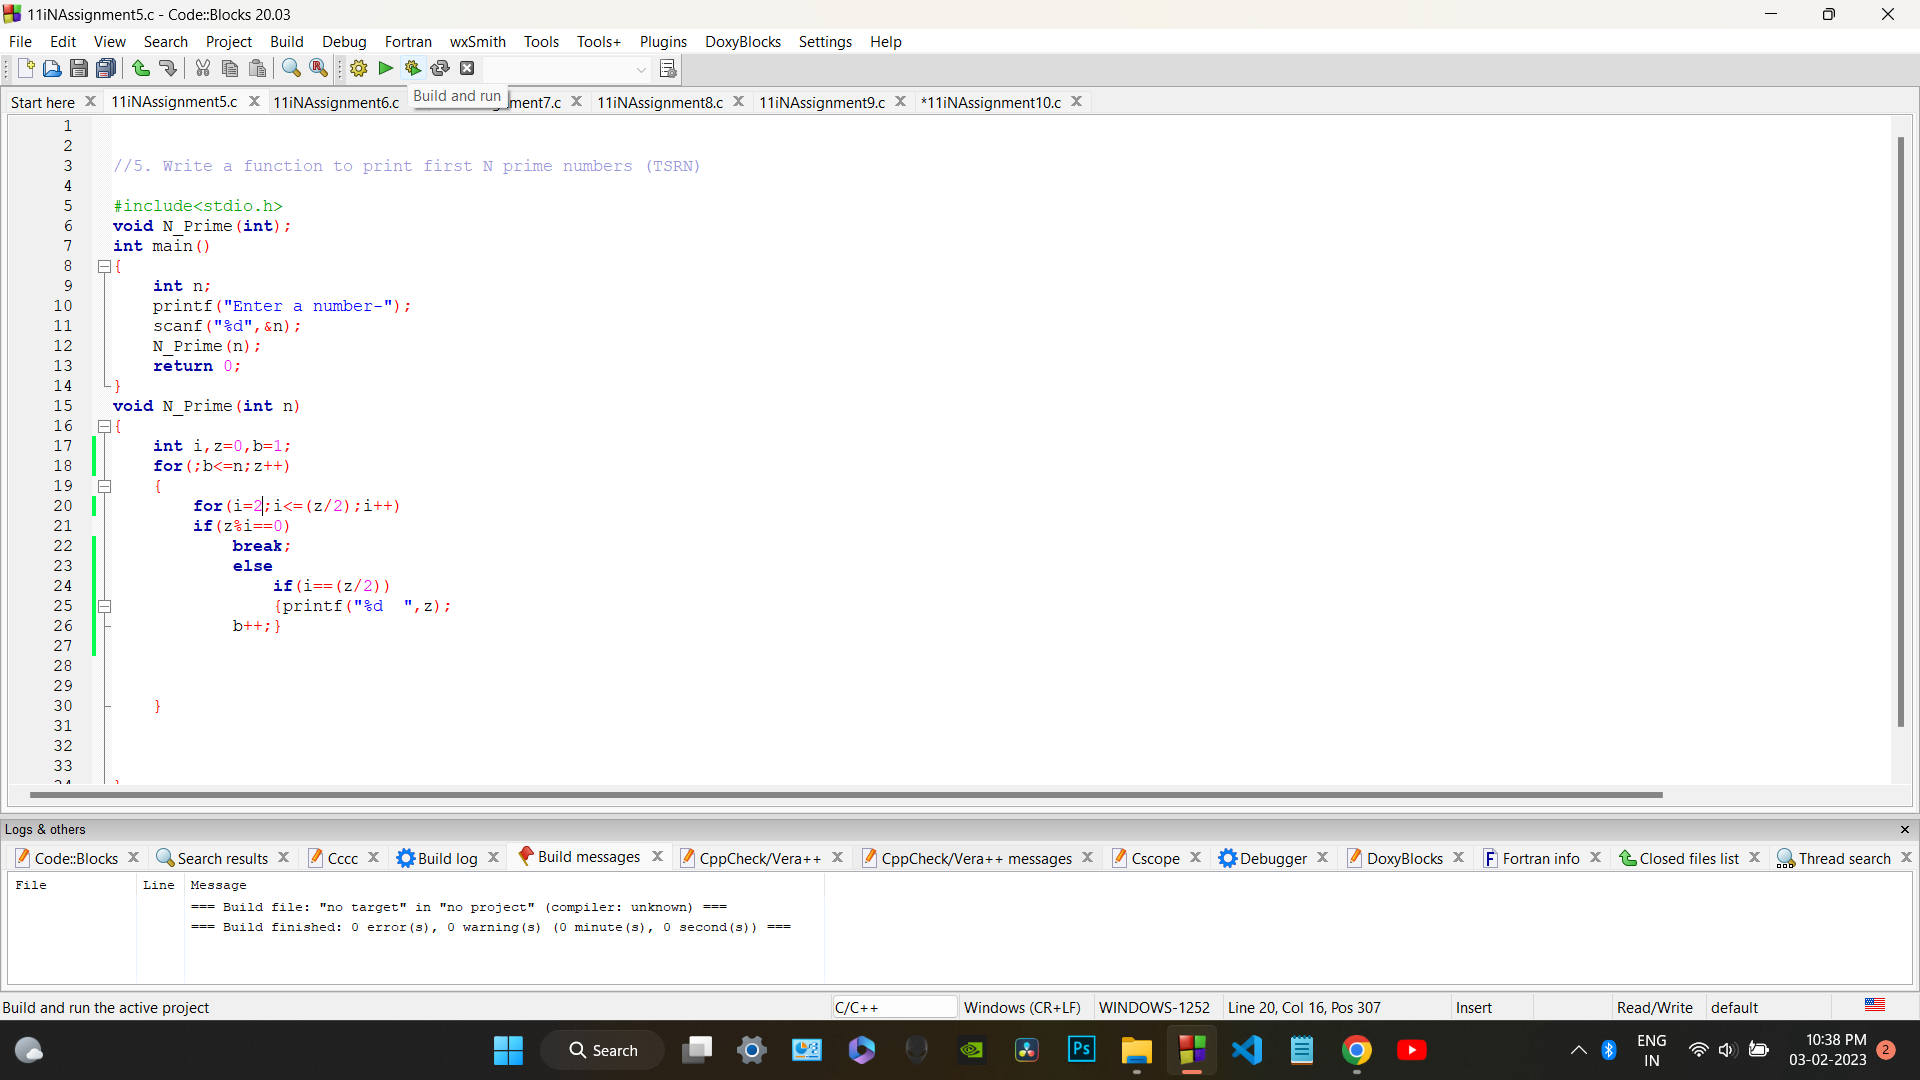 11iNAssignment5.c - Code::Blocks 20.03
File Edit View Search Project Build Debug Fortran wxSmith Tools Tools+ Plugins DoxyBlocks Settings Help
Start here 11iNAssignment5.c 11iNAssignment6.c ment7.c 11iNAssignment8.c 11iNAssignment9.c *11iNAssignment10.c
Build and run
1
2
3 //5. Write a function to print first N prime numbers (TSRN)
4
5 #include<stdio.h>
6 void N_Prime(int);
7 int main()
8 {
9 int n;
10 printf("Enter a number-");
11 scanf("%d",&n);
12 N_Prime(n);
13 return 0;
14 }
15 void N_Prime(int n)
16 {
17 int i,z=0,b=1;
18 for(;b<=n;z++)
19 {
20 for(i=2;i<=(z/2);i++)
21 if(z%i==0)
22 break;
23 else
24 if(i==(z/2))
25 {printf("%d  ",z);
26 b++;}
27
28
29
30 }
31
32
33
Logs & others
Code::Blocks Search results Cccc Build log Build messages CppCheck/Vera++ CppCheck/Vera++ messages Cscope Debugger DoxyBlocks Fortran info Closed files list Thread search
File Line Message
=== Build file: "no target" in "no project" (compiler: unknown) ===
=== Build finished: 0 error(s), 0 warning(s) (0 minute(s), 0 second(s)) ===
Build and run the active project C/C++ Windows (CR+LF) WINDOWS-1252 Line 20, Col 16, Pos 307 Insert Read/Write default
Search Ps
ENG
IN
10:38 PM
03-02-2023
2